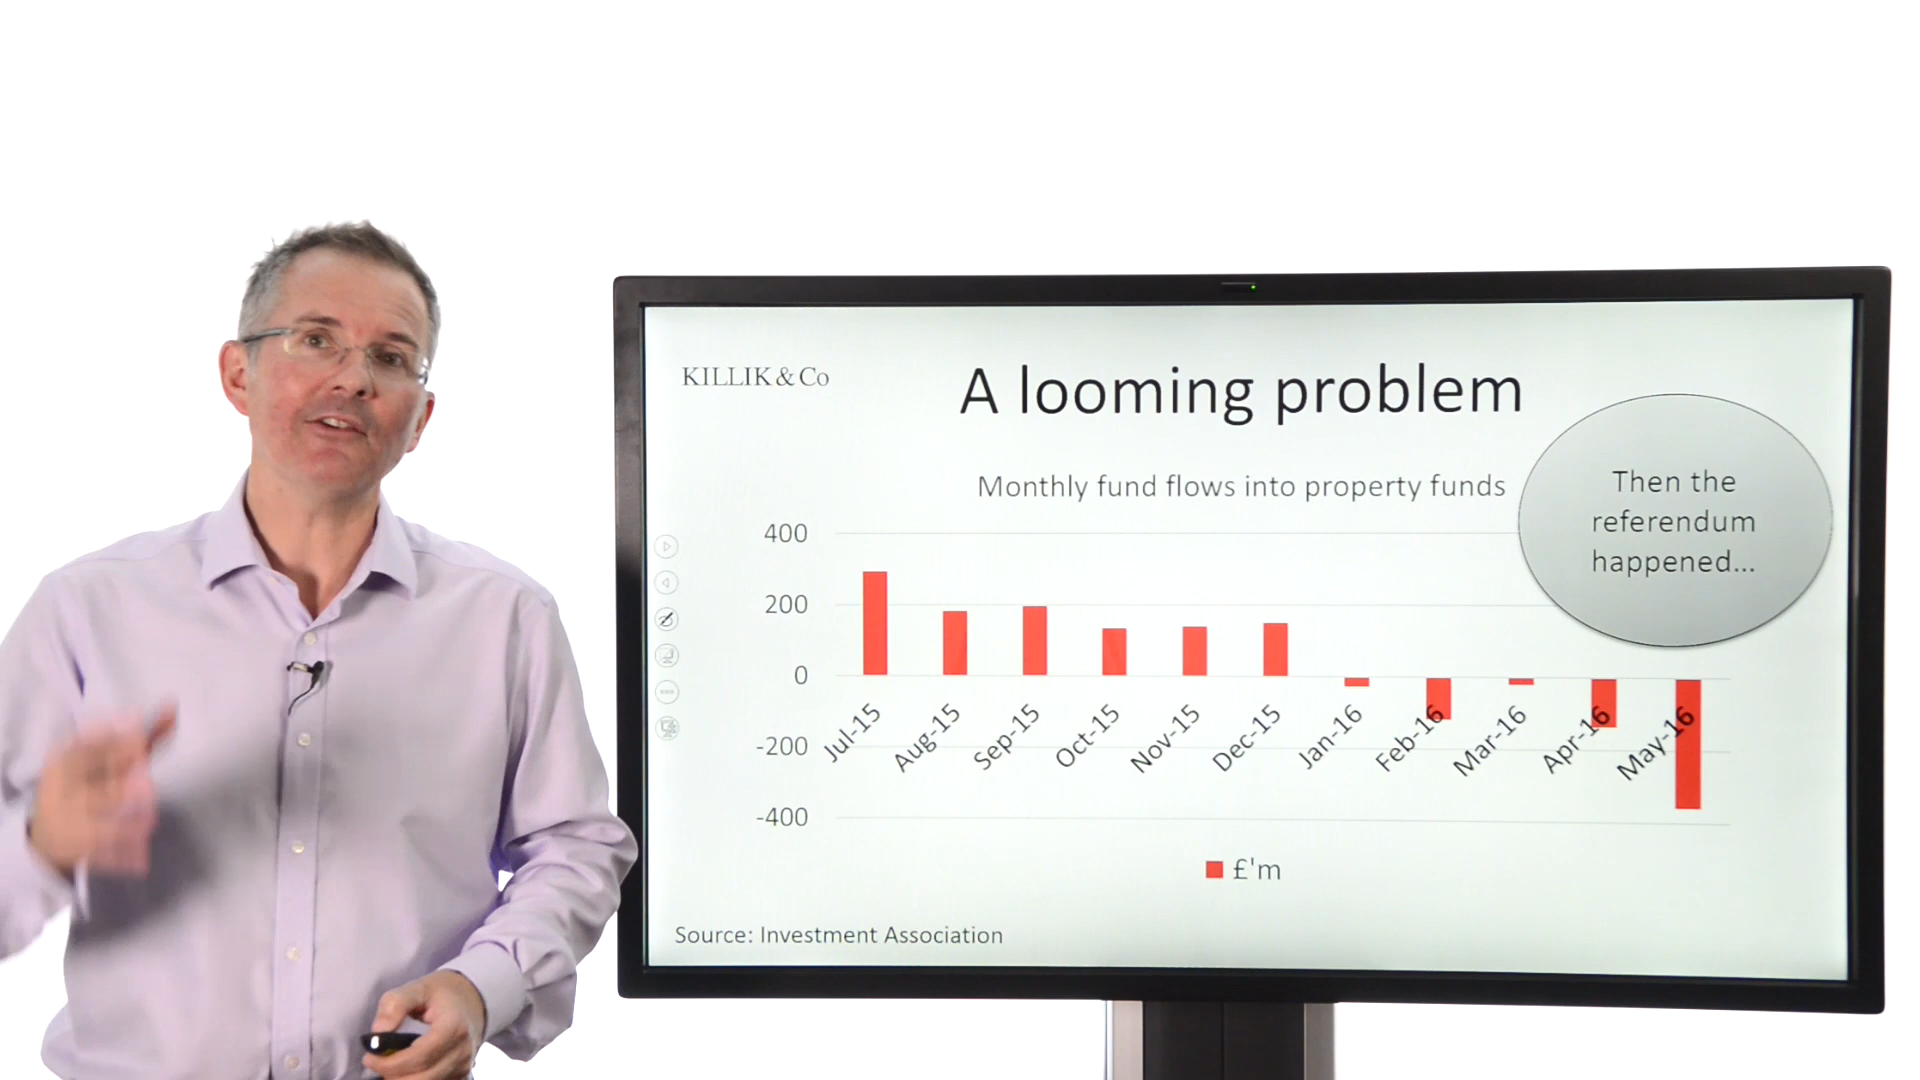 KILLIK & Co
A looming problem
Monthly fund flows into property funds
Then the
referendum
happened...
400
200
0
-200
-400
Jul-15
Aug-15
Sep-15
Oct-15
Nov-15
Dec-15
Jan-16
Feb-16
Mar-16
Apr-16
May-16
£'m
Source: Investment Association